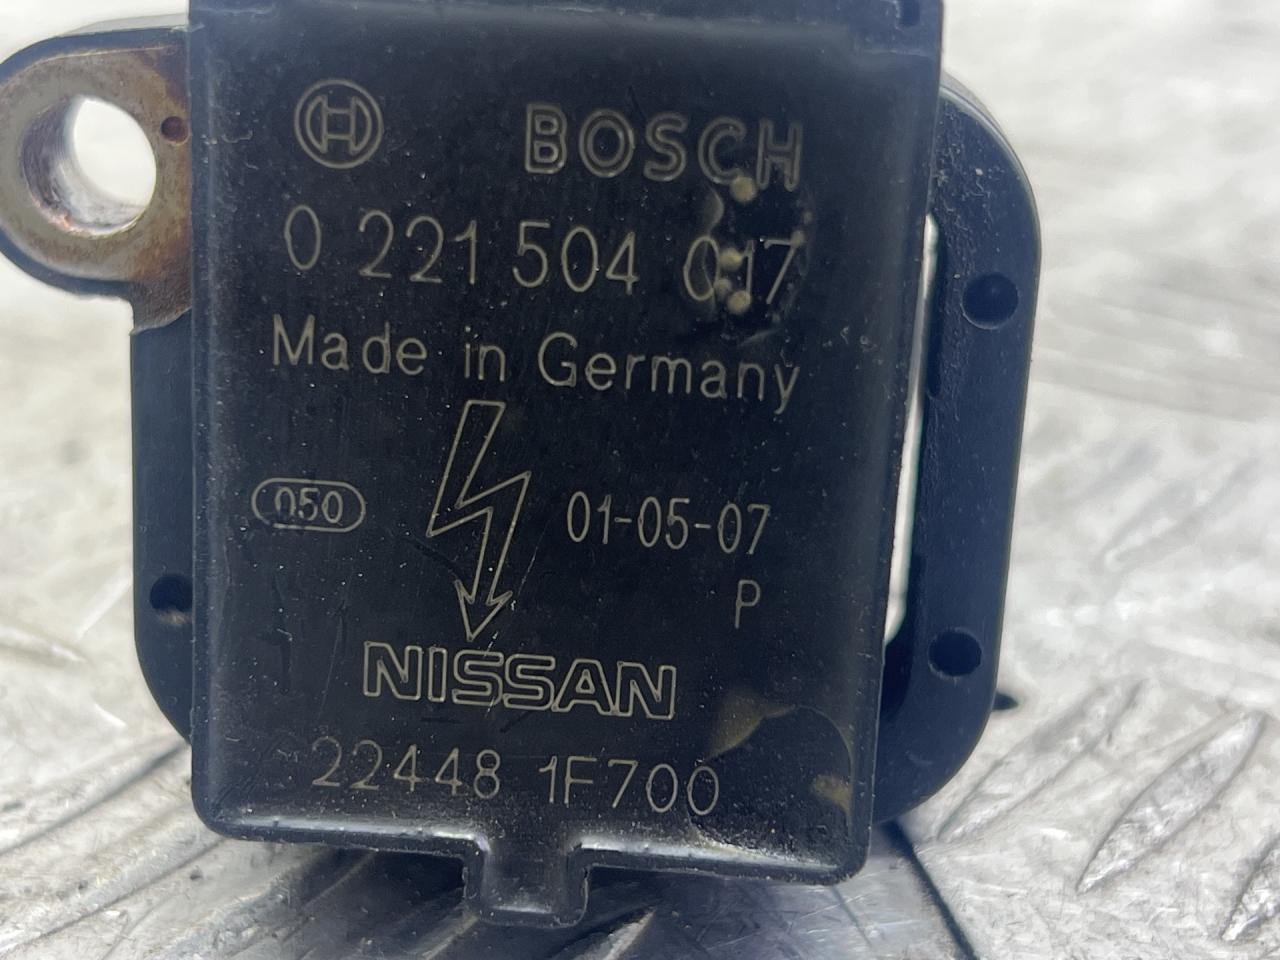 BOSCH
0 221 504 017
Made in Germany
050
01-05-07
P
NISSAN
22448 1F700